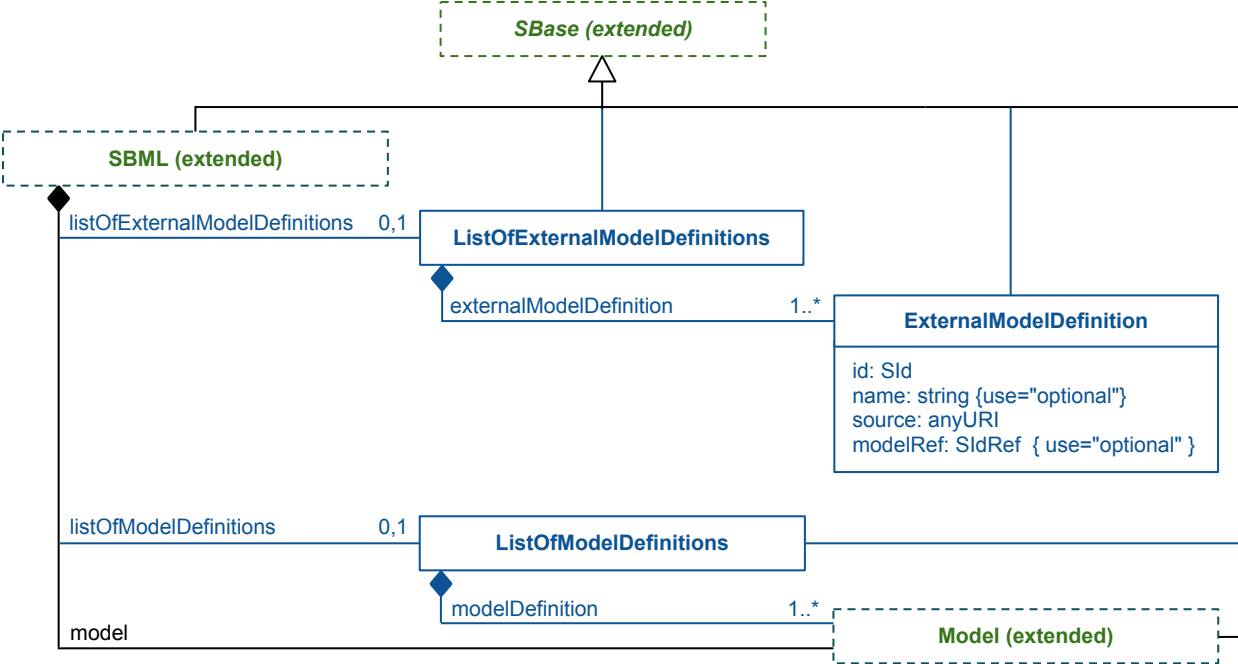 SBase (extended)
SBML (extended)
listOfExternalModelDefinitions 0,1
ListOfExternalModelDefinitions
externalModelDefinition 1..*
ExternalModelDefinition
id: SId
name: string {use="optional"}
source: anyURI
modelRef: SIdRef { use="optional" }
listOfModelDefinitions 0,1
ListOfModelDefinitions
modelDefinition 1..*
model
Model (extended)